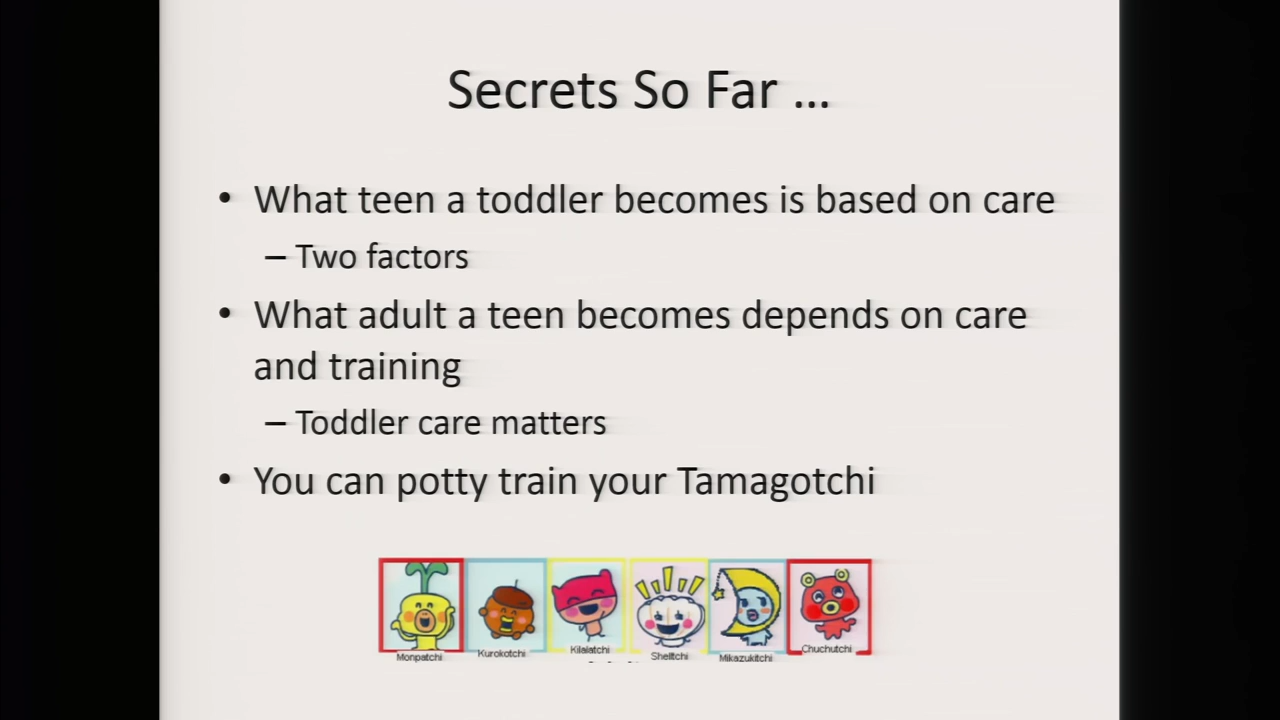 Secrets So Far …
• What teen a toddler becomes is based on care
– Two factors
• What adult a teen becomes depends on care
and training
– Toddler care matters
• You can potty train your Tamagotchi
Monpatchi Kurokotchi Kilalatchi Shelltchi Mikazukitchi Chuchutchi